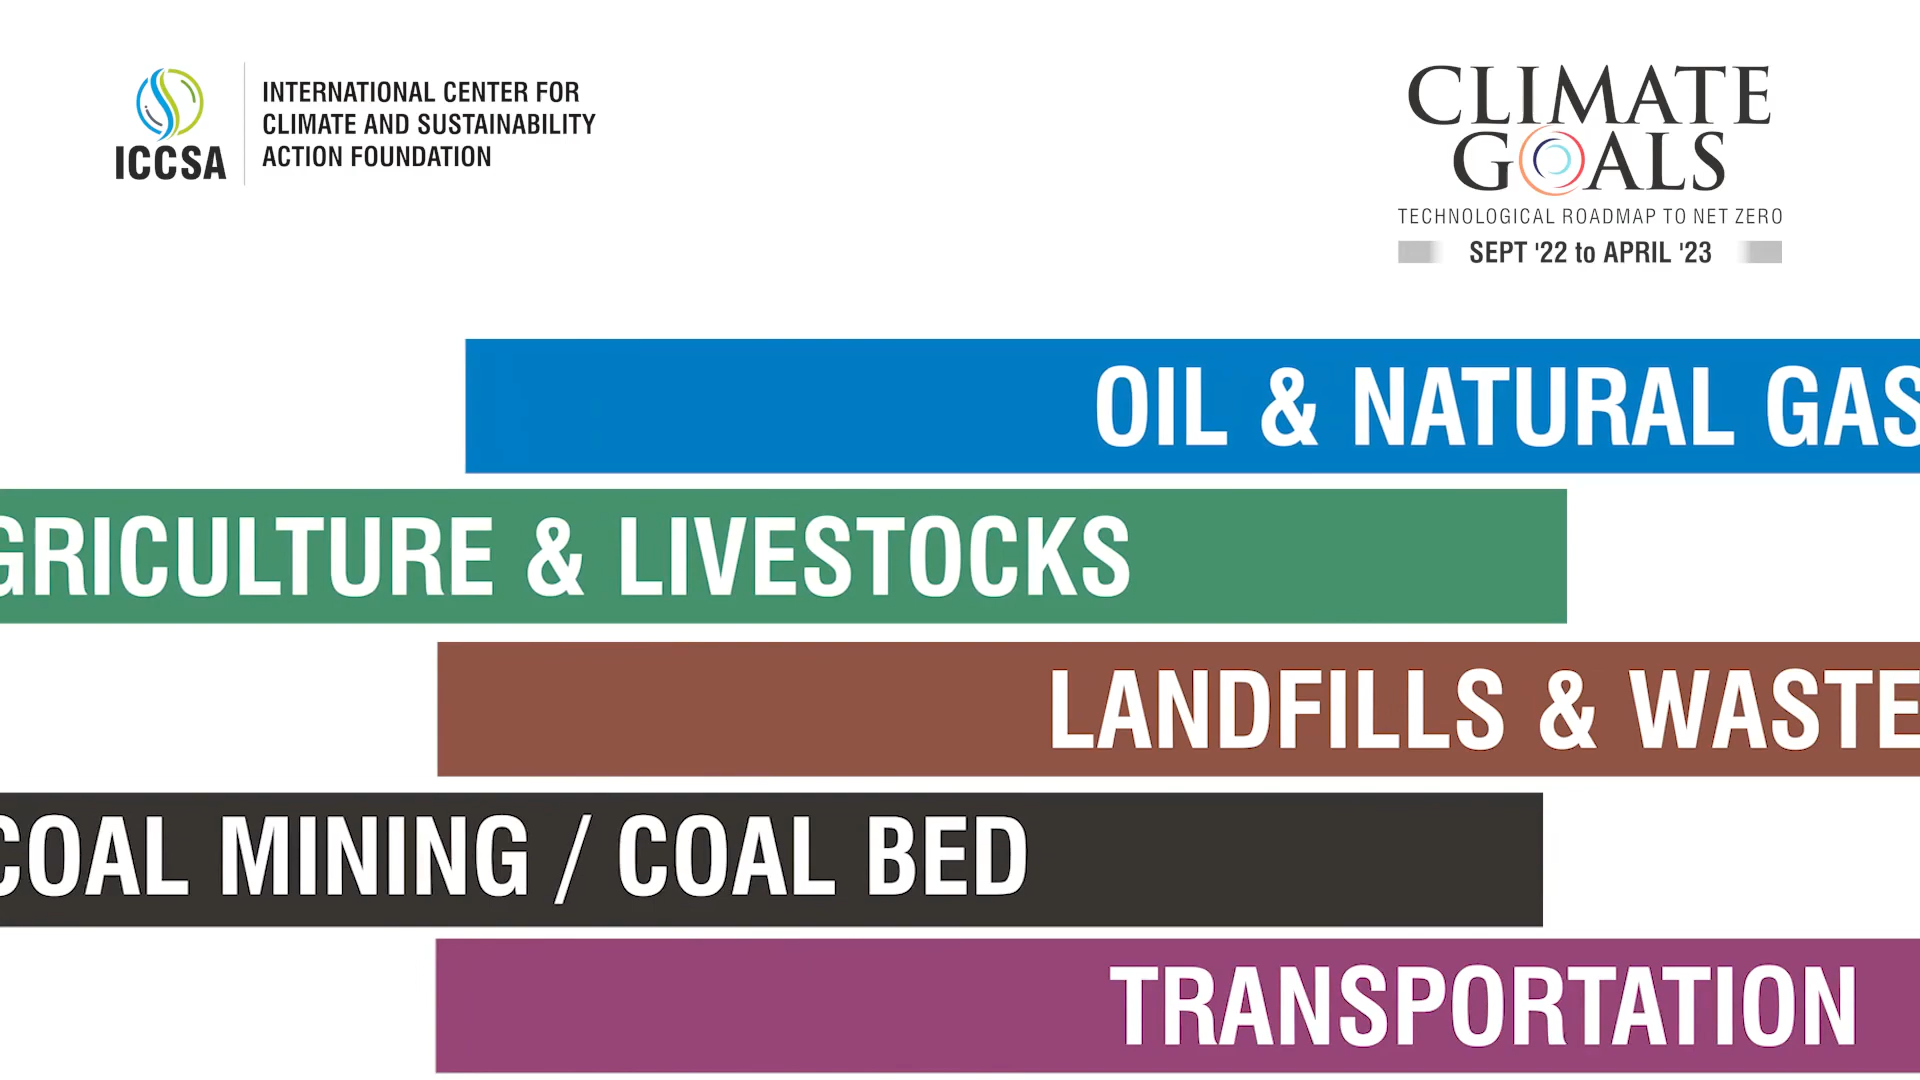 ICCSA
INTERNATIONAL CENTER FOR
CLIMATE AND SUSTAINABILITY
ACTION FOUNDATION
CLIMATE
GOALS
TECHNOLOGICAL ROADMAP TO NET ZERO
SEPT '22 to APRIL '23
OIL & NATURAL GAS
GRICULTURE & LIVESTOCKS
LANDFILLS & WASTE
COAL MINING / COAL BED
TRANSPORTATION